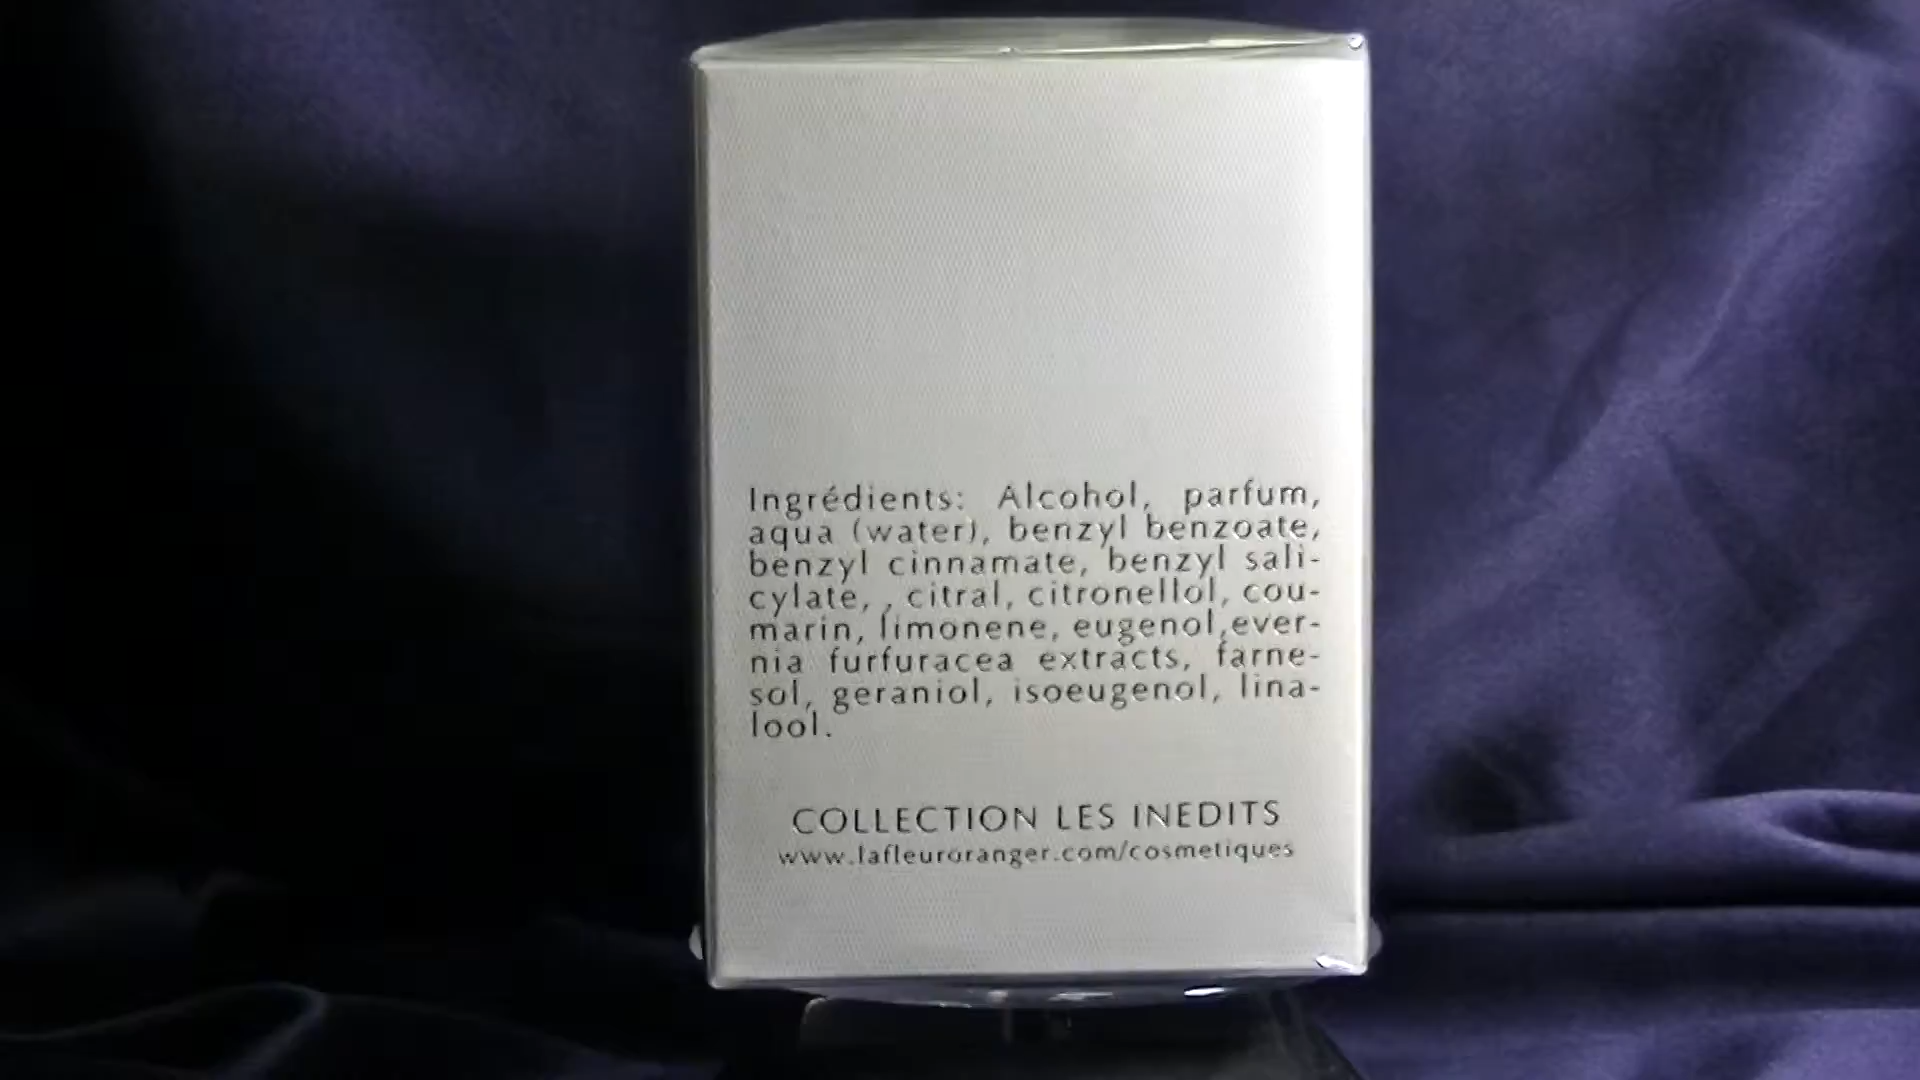 Ingrédients: Alcohol, parfum,
aqua (water), benzyl benzoate,
benzyl cinnamate, benzyl sali-
cylate, , citral, citronellol, cou-
marin, limonene, eugenol,ever-
nia furfuracea extracts, farne-
sol, geraniol, isoeugenol, lina-
lool.
COLLECTION LES INEDITS
www.lafleuroranger.com/cosmetiques